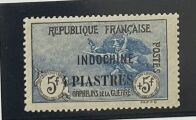 REPUBLIQUE FRANÇAISE
INDOCHINE
POSTES
4 PIASTRES
5F 5F
ORPHELINS DE LA GUERRE